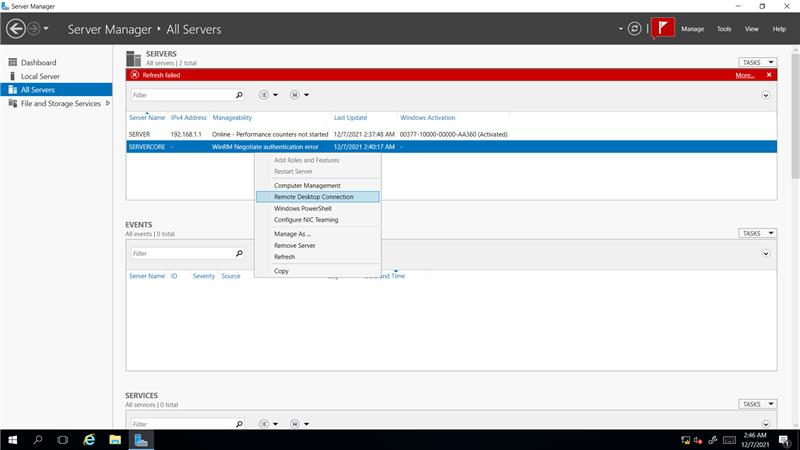 Server Manager
Server Manager • All Servers
Manage Tools View Help
Dashboard
Local Server
All Servers
File and Storage Services
SERVERS
All servers | 2 total
TASKS
Refresh failed
More...
Filter
Server Name IPv4 Address Manageability Last Update Windows Activation
SERVER 192.168.1.1 Online - Performance counters not started 12/7/2021 2:37:48 AM 00377-10000-00000-AA360 (Activated)
SERVERCORE - WinRM Negotiate authentication error 12/7/2021 2:40:17 AM -
Add Roles and Features
Restart Server
Computer Management
Remote Desktop Connection
Windows PowerShell
Configure NIC Teaming
Manage As ...
Remove Server
Refresh
Copy
EVENTS
All events | 0 total
TASKS
Filter
Server Name ID Severity Source Log Date and Time
SERVICES
All services | 0 total
TASKS
Filter
2:46 AM
12/7/2021